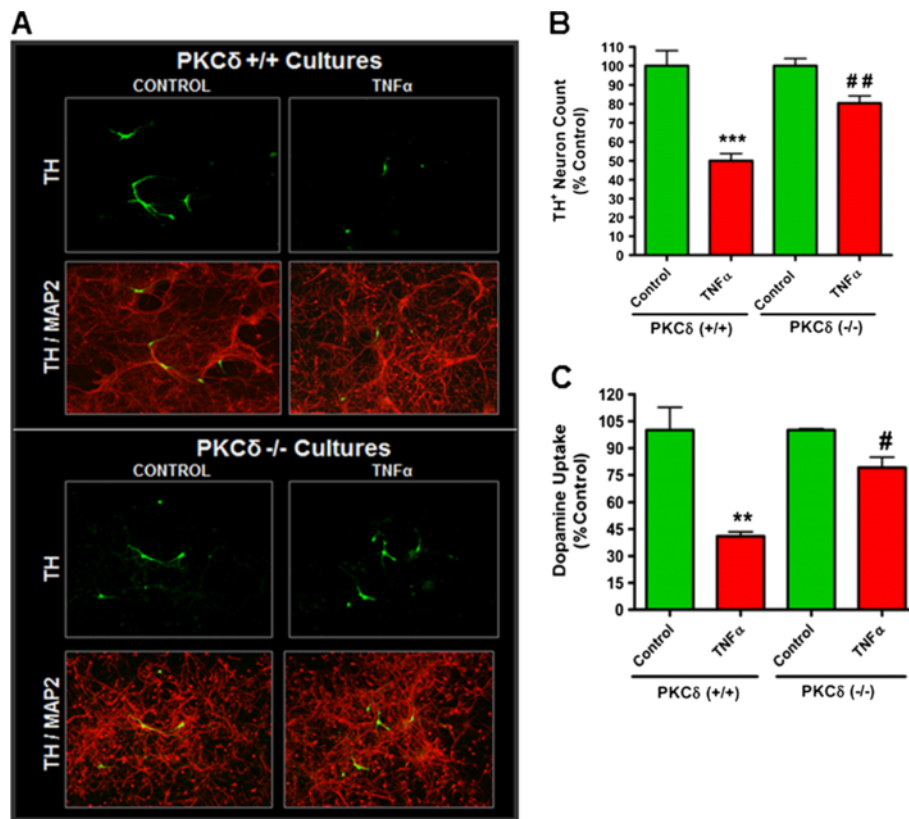 A
PKCδ +/+ Cultures
CONTROL
TNFα
TH
TH / MAP2
PKCδ -/- Cultures
CONTROL
TNFα
TH
TH / MAP2
B
TH+ Neuron Count
(% Control)
110
100
90
80
70
60
50
40
30
20
10
0
***
##
Control
TNFα
Control
TNFα
PKCδ (+/+)
PKCδ (-/-)
C
Dopamine Uptake
(%Control)
120
105
90
75
60
45
30
15
0
**
#
Control
TNFα
Control
TNFα
PKCδ (+/+)
PKCδ (-/-)